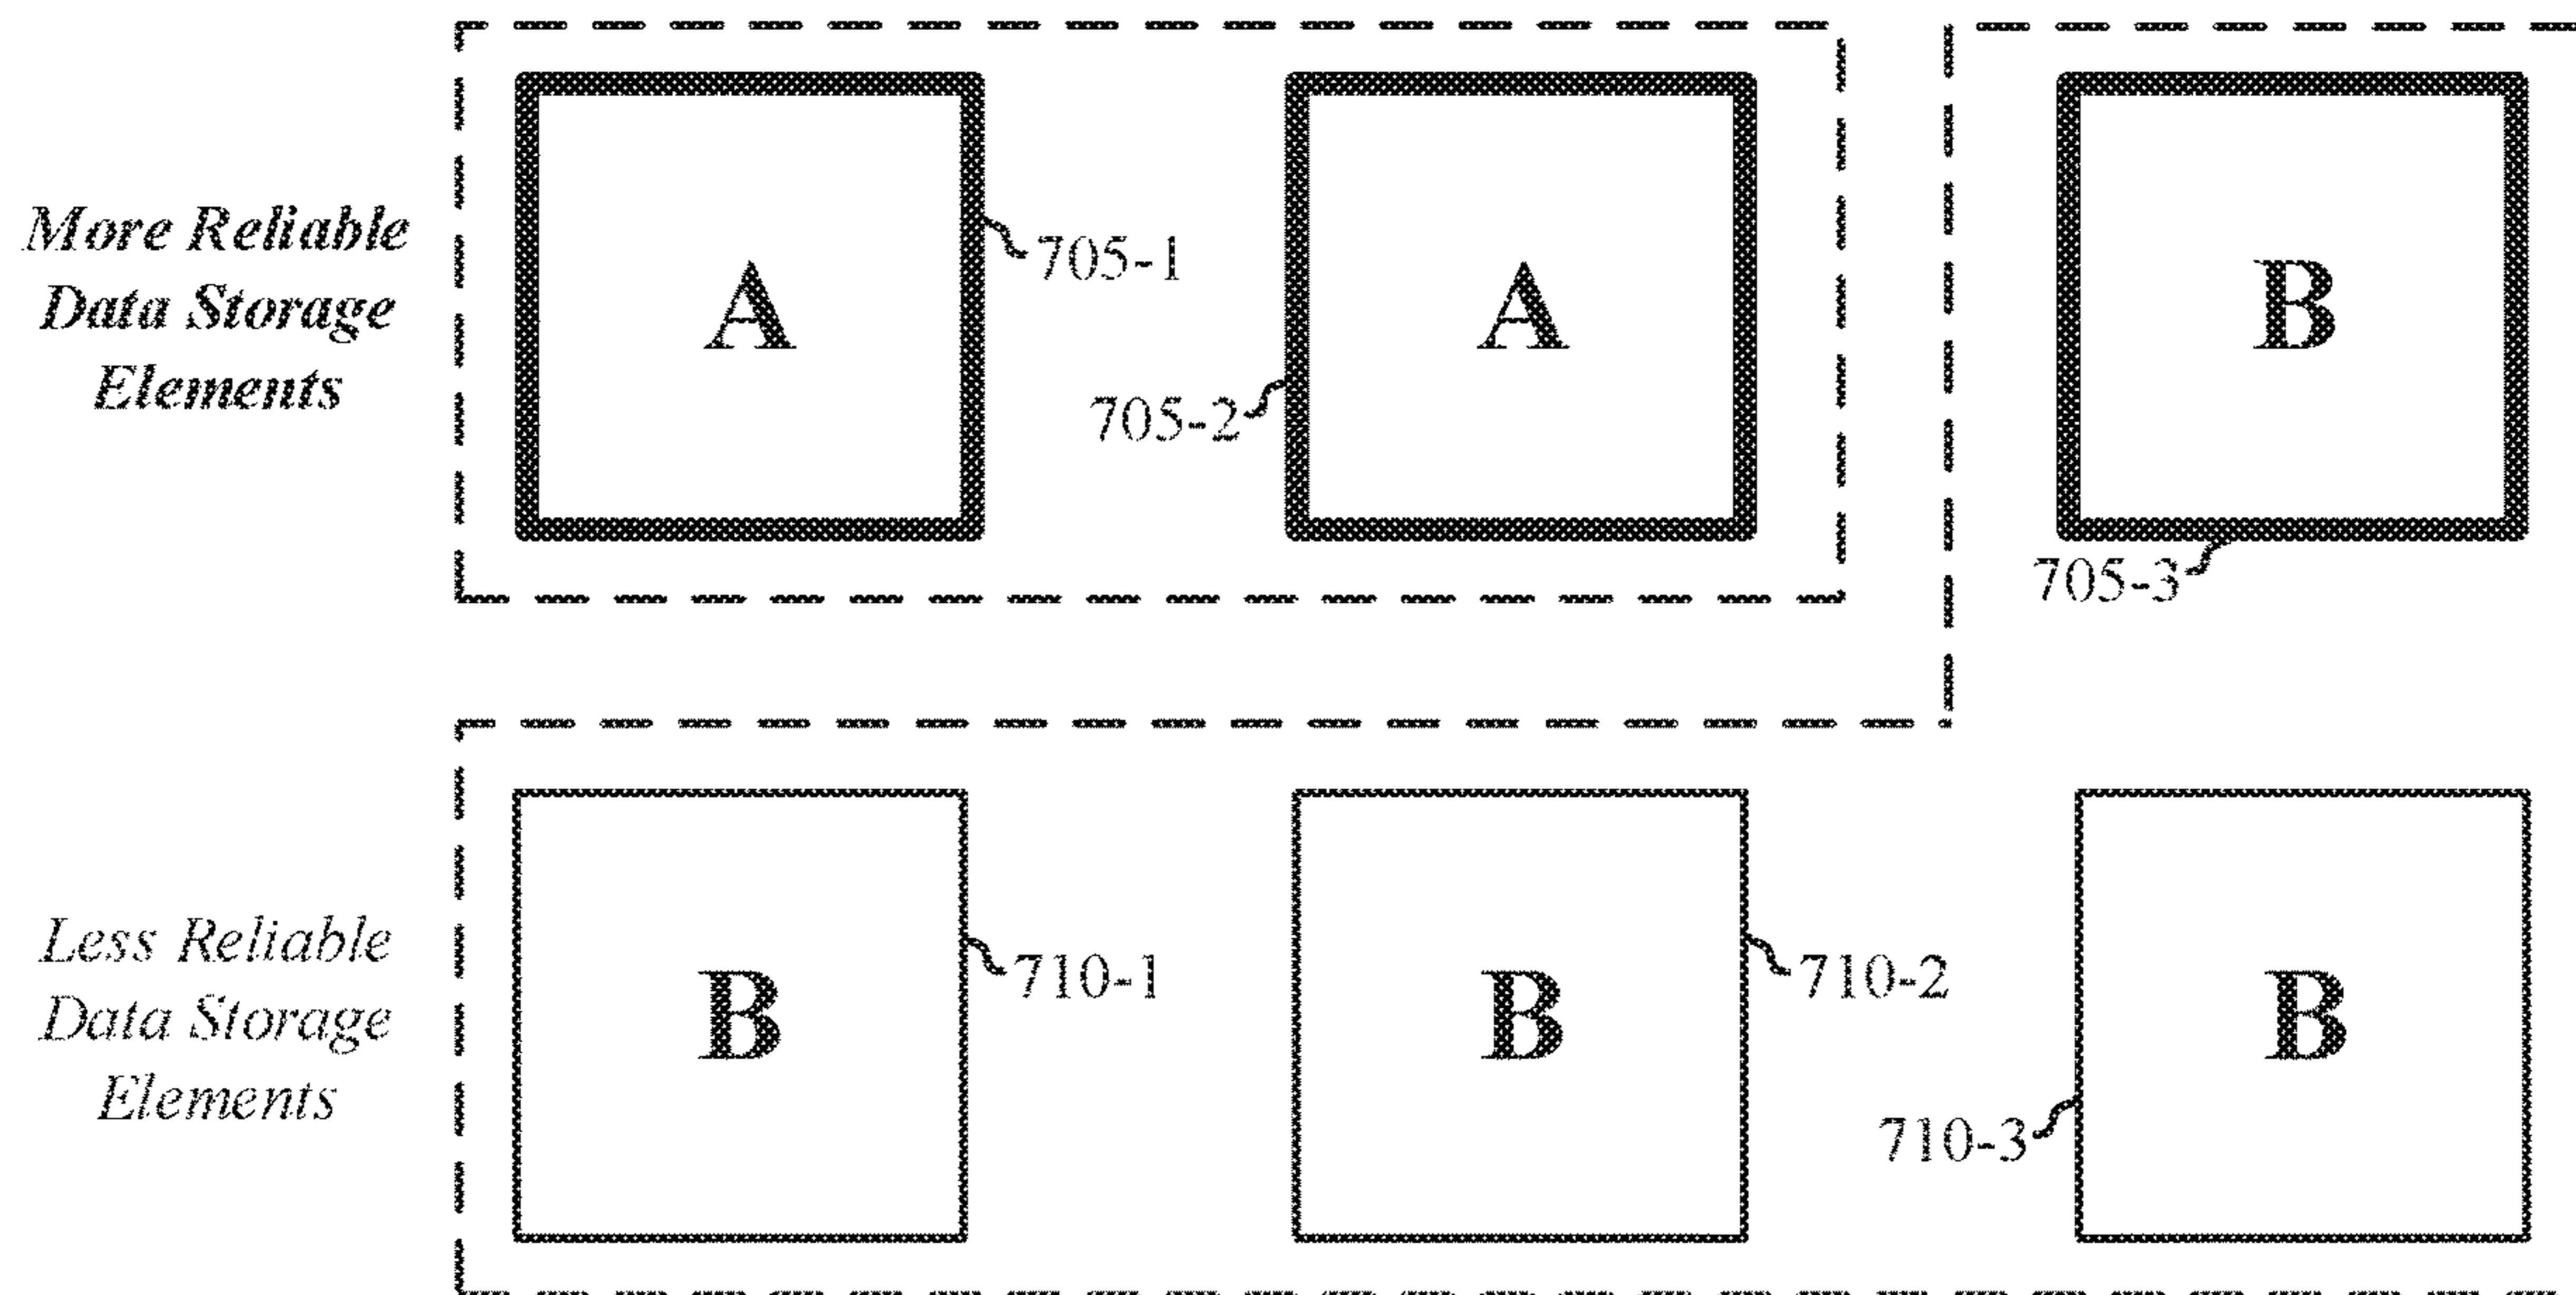 More Reliable
Data Storage
Elements
A
705-1
A
705-2
B
705-3
Less Reliable
Data Storage
Elements
B
710-1
B
710-2
B
710-3